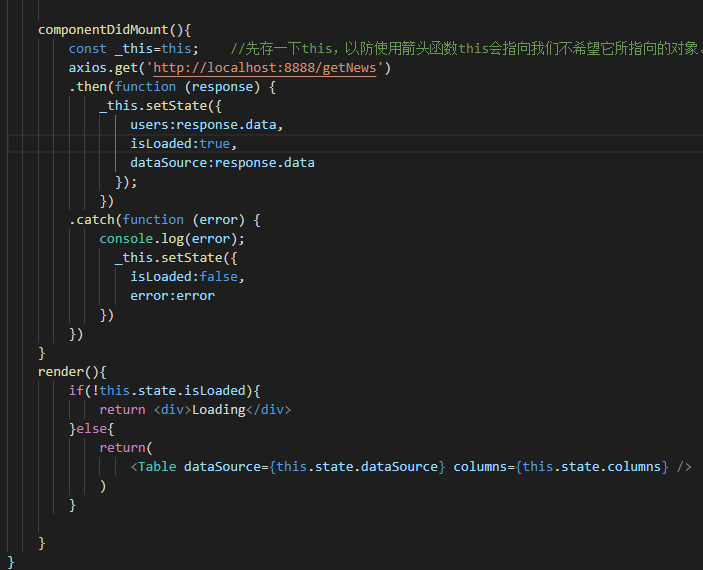 componentDidMount(){
const _this=this;    //先存一下this，以防使用箭头函数this会指向我们不希望它所指向的对象。
axios.get('http://localhost:8888/getNews')
.then(function (response) {
_this.setState({
users:response.data,
isLoaded:true,
dataSource:response.data
});
})
.catch(function (error) {
console.log(error);
_this.setState({
isLoaded:false,
error:error
})
})
}
render(){
if(!this.state.isLoaded){
return <div>Loading</div>
}else{
return(
<Table dataSource={this.state.dataSource} columns={this.state.columns} />
)
}
}
}